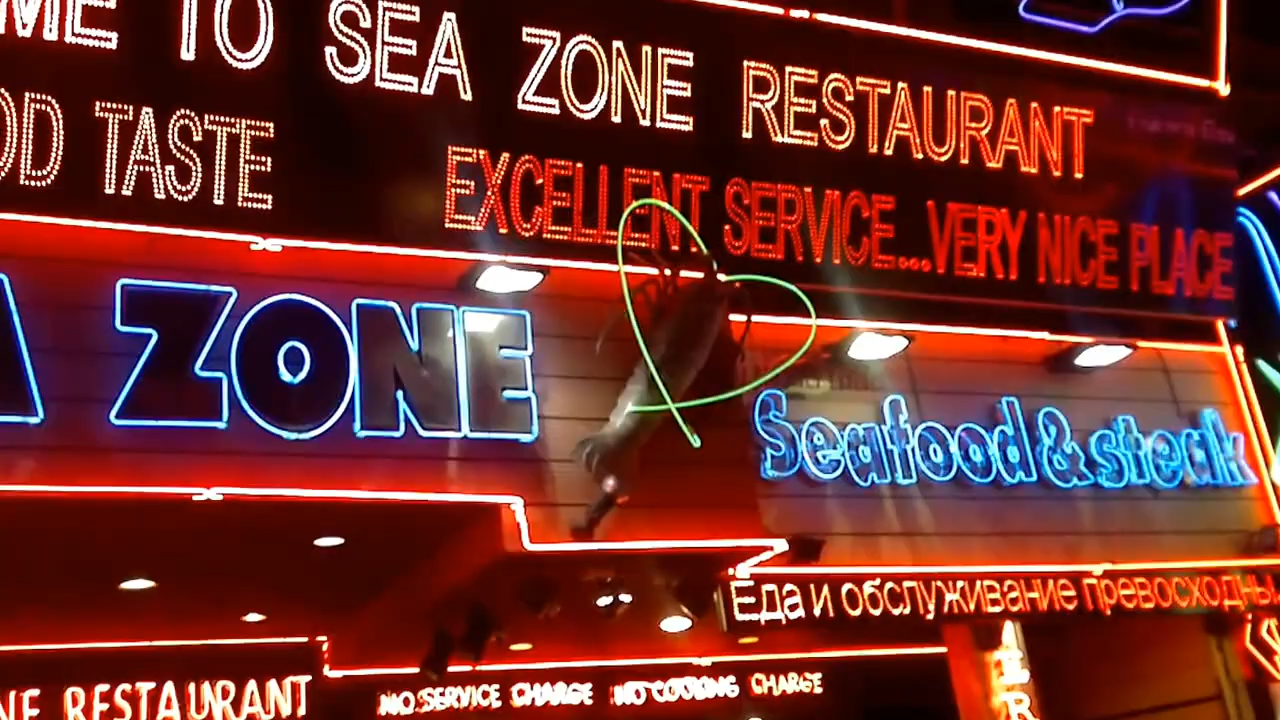 ME TO SEA ZONE RESTAURANT
OD TASTE EXCELLENT SERVICE...VERY NICE PLACE
A ZONE
Seafood & steak
Еда и обслуживание превосходны
NE RESTAURANT
NO SERVICE CHARGE NO COOKING CHARGE